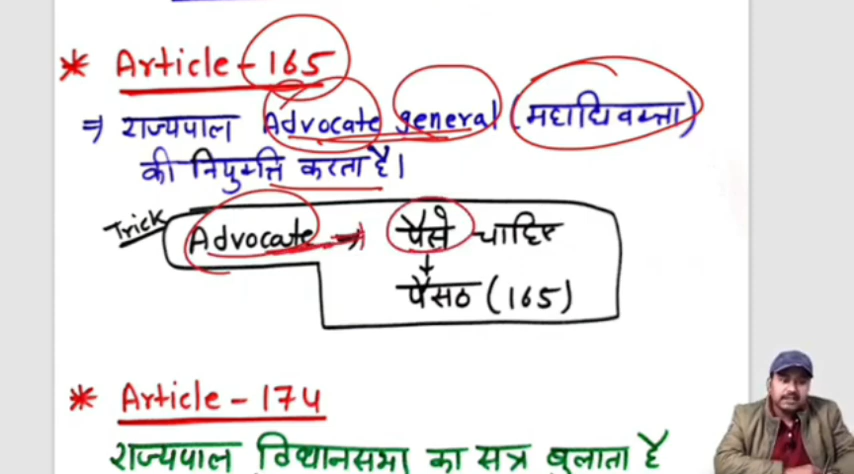 * Article - 165
⇒ राज्यपाल Advocate general (महाधिवक्ता)
की नियुक्ति करता है।
Trick Advocate → पैसे चाहिए
↓
पैंसठ (165)
* Article - 174
राज्यपाल विधानसभा का सत्र बुलाता है